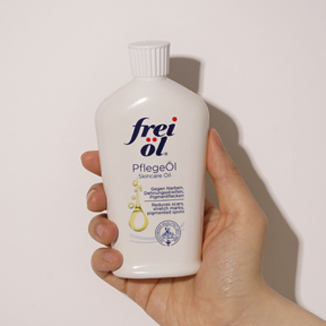 frei
öl®
PflegeÖl
Skincare Oil
Gegen Narben,
Dehnungsstreifen,
Pigmentflecken
Reduces scars,
stretch marks,
pigmented spots